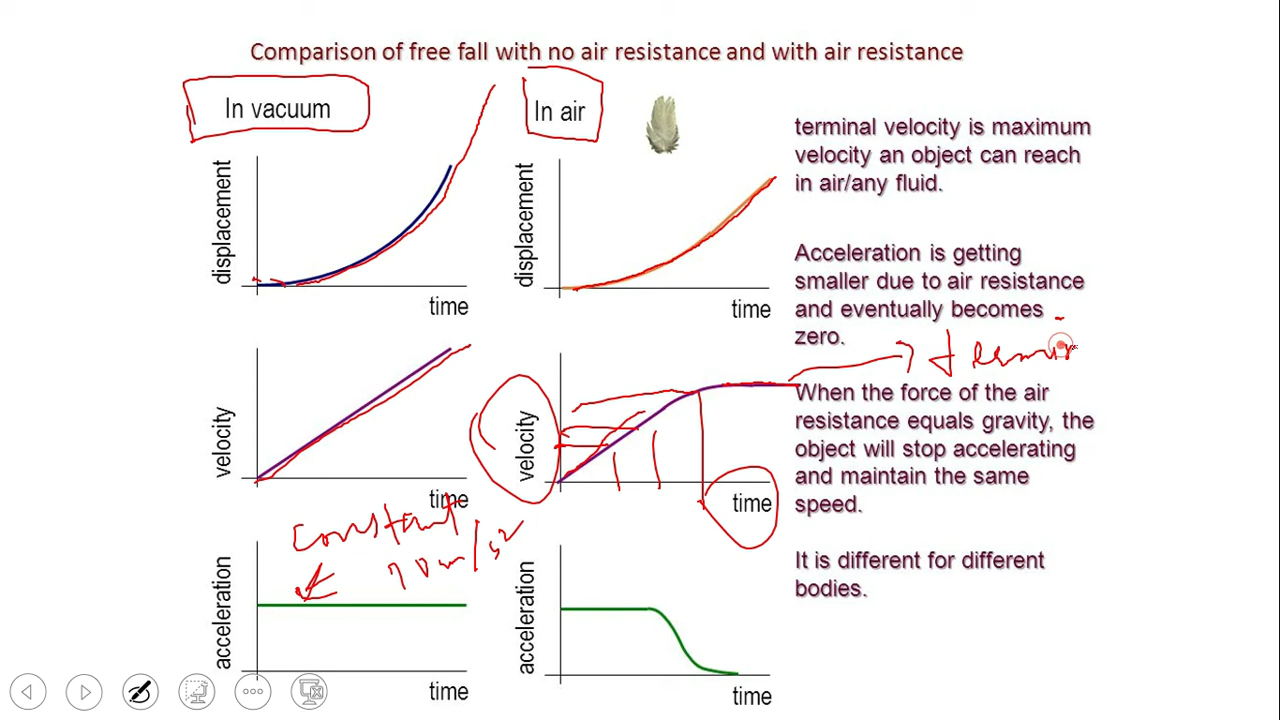 Comparison of free fall with no air resistance and with air resistance
In vacuum
In air
displacement
time
displacement
time
terminal velocity is maximum
velocity an object can reach
in air/any fluid.
Acceleration is getting
smaller due to air resistance
and eventually becomes
zero.
velocity
time
velocity
time
When the force of the air
resistance equals gravity, the
object will stop accelerating
and maintain the same
speed.
constant
10 m/s²
acceleration
time
acceleration
time
It is different for different
bodies.